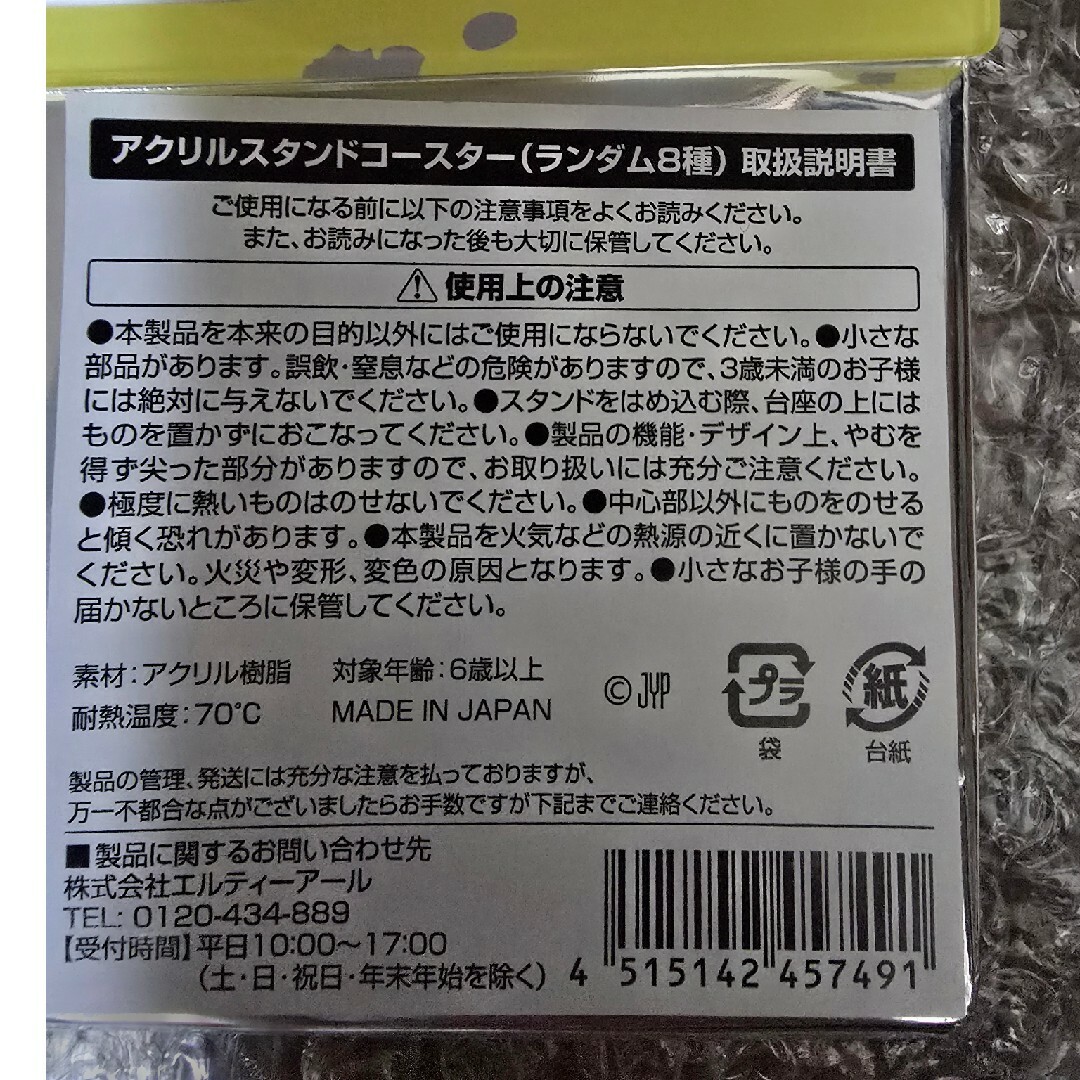 アクリルスタンドコースター(ランダム8種) 取扱説明書
ご使用になる前に以下の注意事項をよくお読みください。
また、お読みになった後も大切に保管してください。
⚠使用上の注意
●本製品を本来の目的以外にはご使用にならないでください。●小さな
部品があります。誤飲・窒息などの危険がありますので、3歳未満のお子様
には絶対に与えないでください。●スタンドをはめ込む際、台座の上には
ものを置かずにおこなってください。●製品の機能・デザイン上、やむを
得ず尖った部分がありますので、お取り扱いには充分ご注意ください。
●極度に熱いものはのせないでください。●中心部以外にものをのせる
と傾く恐れがあります。●本製品を火気などの熱源の近くに置かないで
ください。火災や変形、変色の原因となります。●小さなお子様の手の
届かないところに保管してください。
素材:アクリル樹脂 対象年齢:6歳以上
耐熱温度:70℃ MADE IN JAPAN
© JYP
プラ
袋
紙
台紙
製品の管理、発送には充分な注意を払っておりますが、
万一不都合な点がございましたらお手数ですが下記までご連絡ください。
■製品に関するお問い合わせ先
株式会社エルティーアール
TEL: 0120-434-889
【受付時間】平日10:00~17:00
(土・日・祝日・年末年始を除く)
4 515142 457491